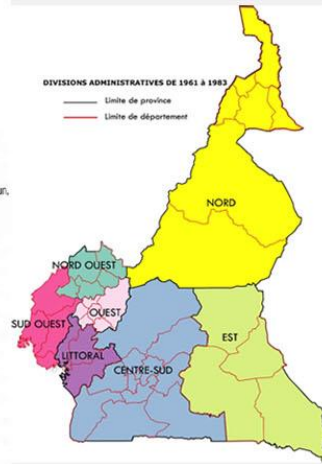 DIVISIONS ADMINISTRATIVES DE 1961 à 1983
Limite de province
Limite de département
NORD
NORD OUEST
OUEST
SUD OUEST
LITTORAL
CENTRE-SUD
EST